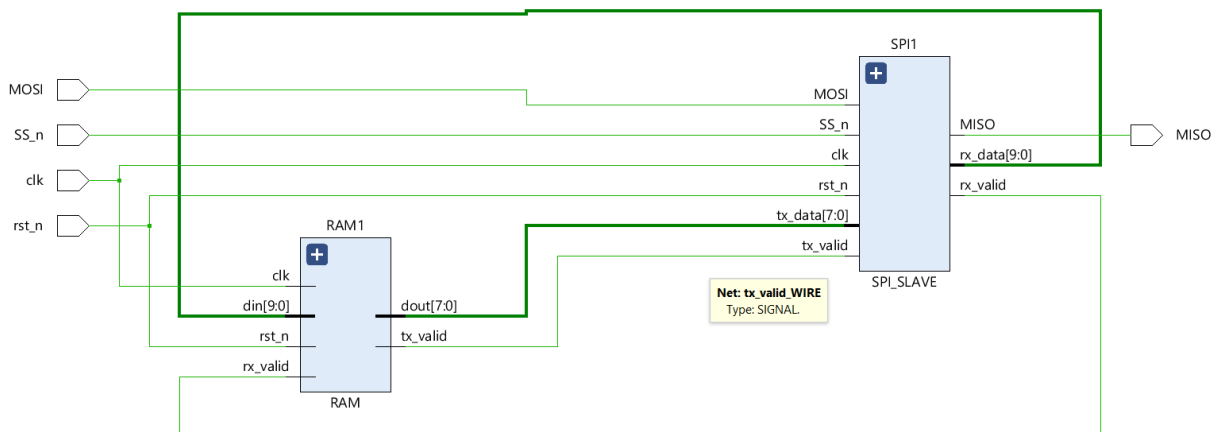 SPI1
MOSI
MOSI
SS_n
SS_n
MISO
MISO
clk
clk
rx_data[9:0]
rst_n
rx_valid
rst_n
tx_data[7:0]
RAM1
tx_valid
clk
SPI_SLAVE
Net: tx_valid_WIRE
Type: SIGNAL.
din[9:0]
dout[7:0]
rst_n
tx_valid
rx_valid
RAM